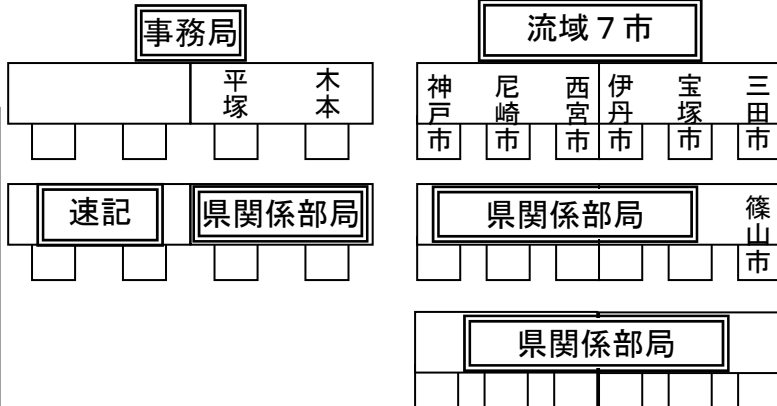 事務局
流域７市
平塚
木本
神戸市
尼崎市
西宮市
伊丹市
宝塚市
三田市
速記
県関係部局
県関係部局
篠山市
県関係部局